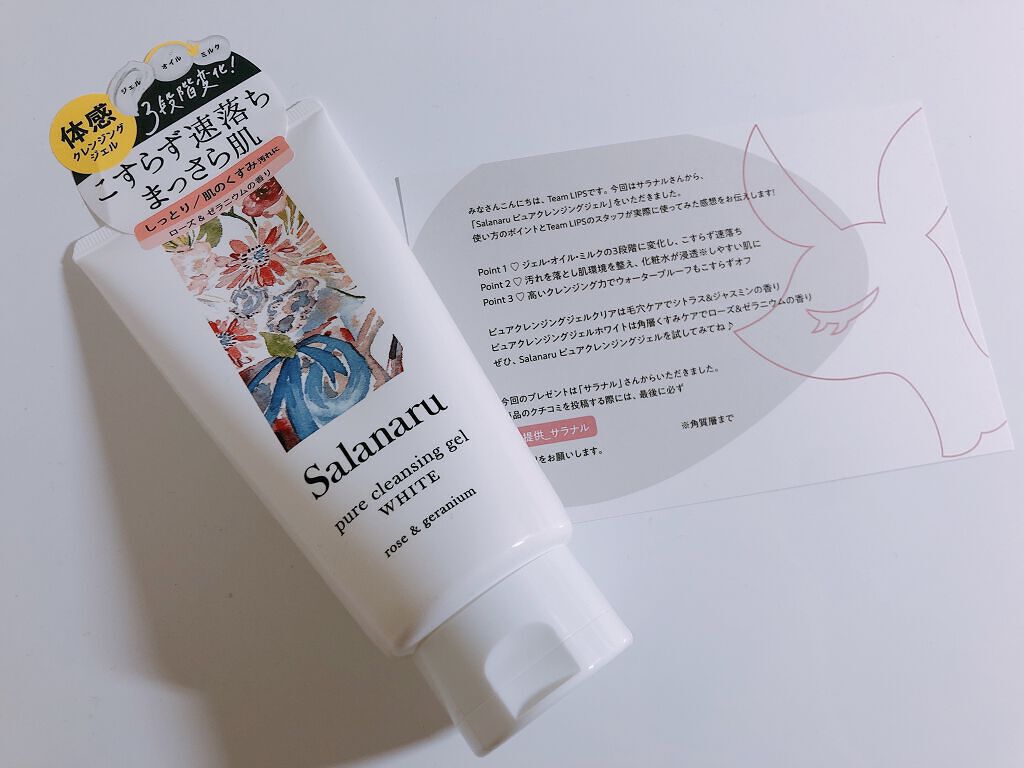 ジェル
オイル
ミルク
3段階変化!
体感
クレンジング
ジェル
こすらず速落ち
まっさら肌
しっとり/肌のくすみ汚れに
ローズ&ゼラニウムの香り
Salanaru
pure cleansing gel
WHITE
rose & geranium
みなさんこんにちは、Team LIPSです。今回はサラナルさんから、
「Salanaru ピュアクレンジングジェル」をいただきました。
使い方のポイントとTeam LIPSのスタッフが実際に使ってみた感想をお伝えします!
Point 1 ♡ ジェル・オイル・ミルクの3段階に変化し、こすらず速落ち
Point 2 ♡ 汚れを落とし肌環境を整え、化粧水が浸透※しやすい肌に
Point 3 ♡ 高いクレンジング力でウォータープルーフもこすらずオフ
ピュアクレンジングジェルクリアは毛穴ケアでシトラス&ジャスミンの香り
ピュアクレンジングジェルホワイトは角層くすみケアでローズ&ゼラニウムの香り
ぜひ、Salanaru ピュアクレンジングジェルを試してみてね♪
今回のプレゼントは「サラナル」さんからいただきました。
品のクチコミを投稿する際には、最後に必ず
提供_サラナル
※角質層まで
をお願いします。